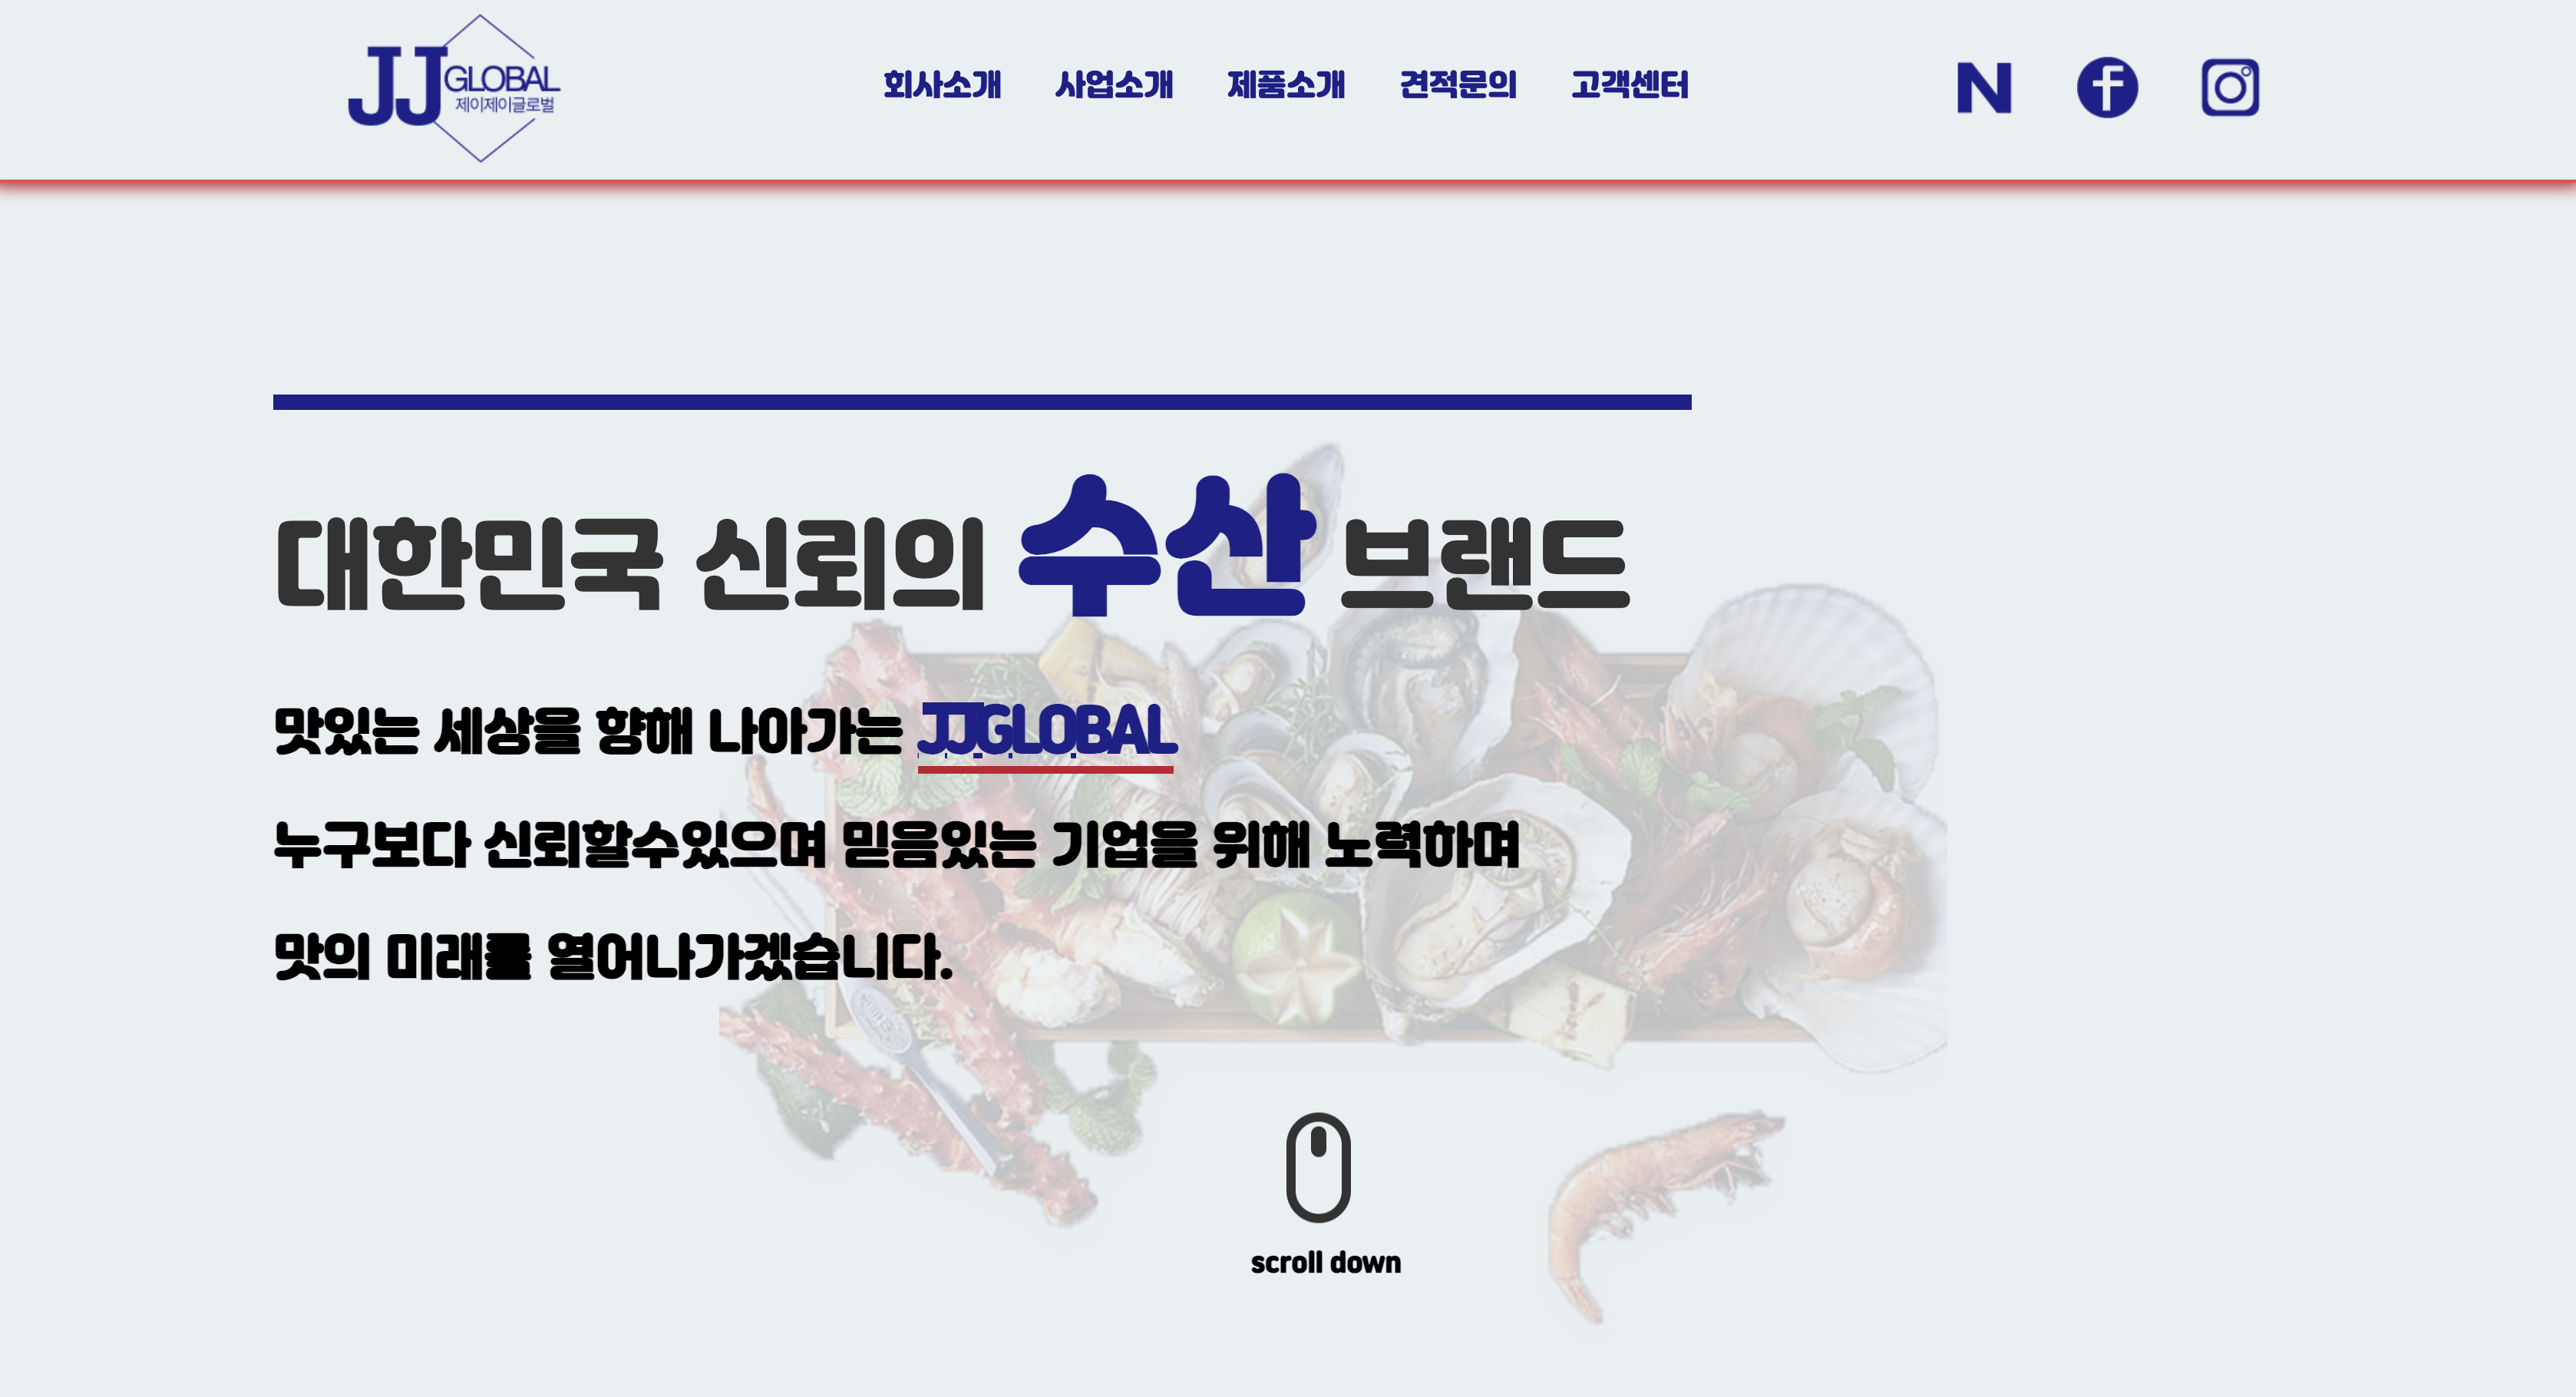 JJ GLOBAL
제이제이글로벌
회사소개 사업소개 제품소개 견적문의 고객센터
N
대한민국 신뢰의 수산 브랜드
맛있는 세상을 향해 나아가는 JJGLOBAL
누구보다 신뢰할수있으며 믿음있는 기업을 위해 노력하며
맛의 미래를 열어나가겠습니다.
scroll down